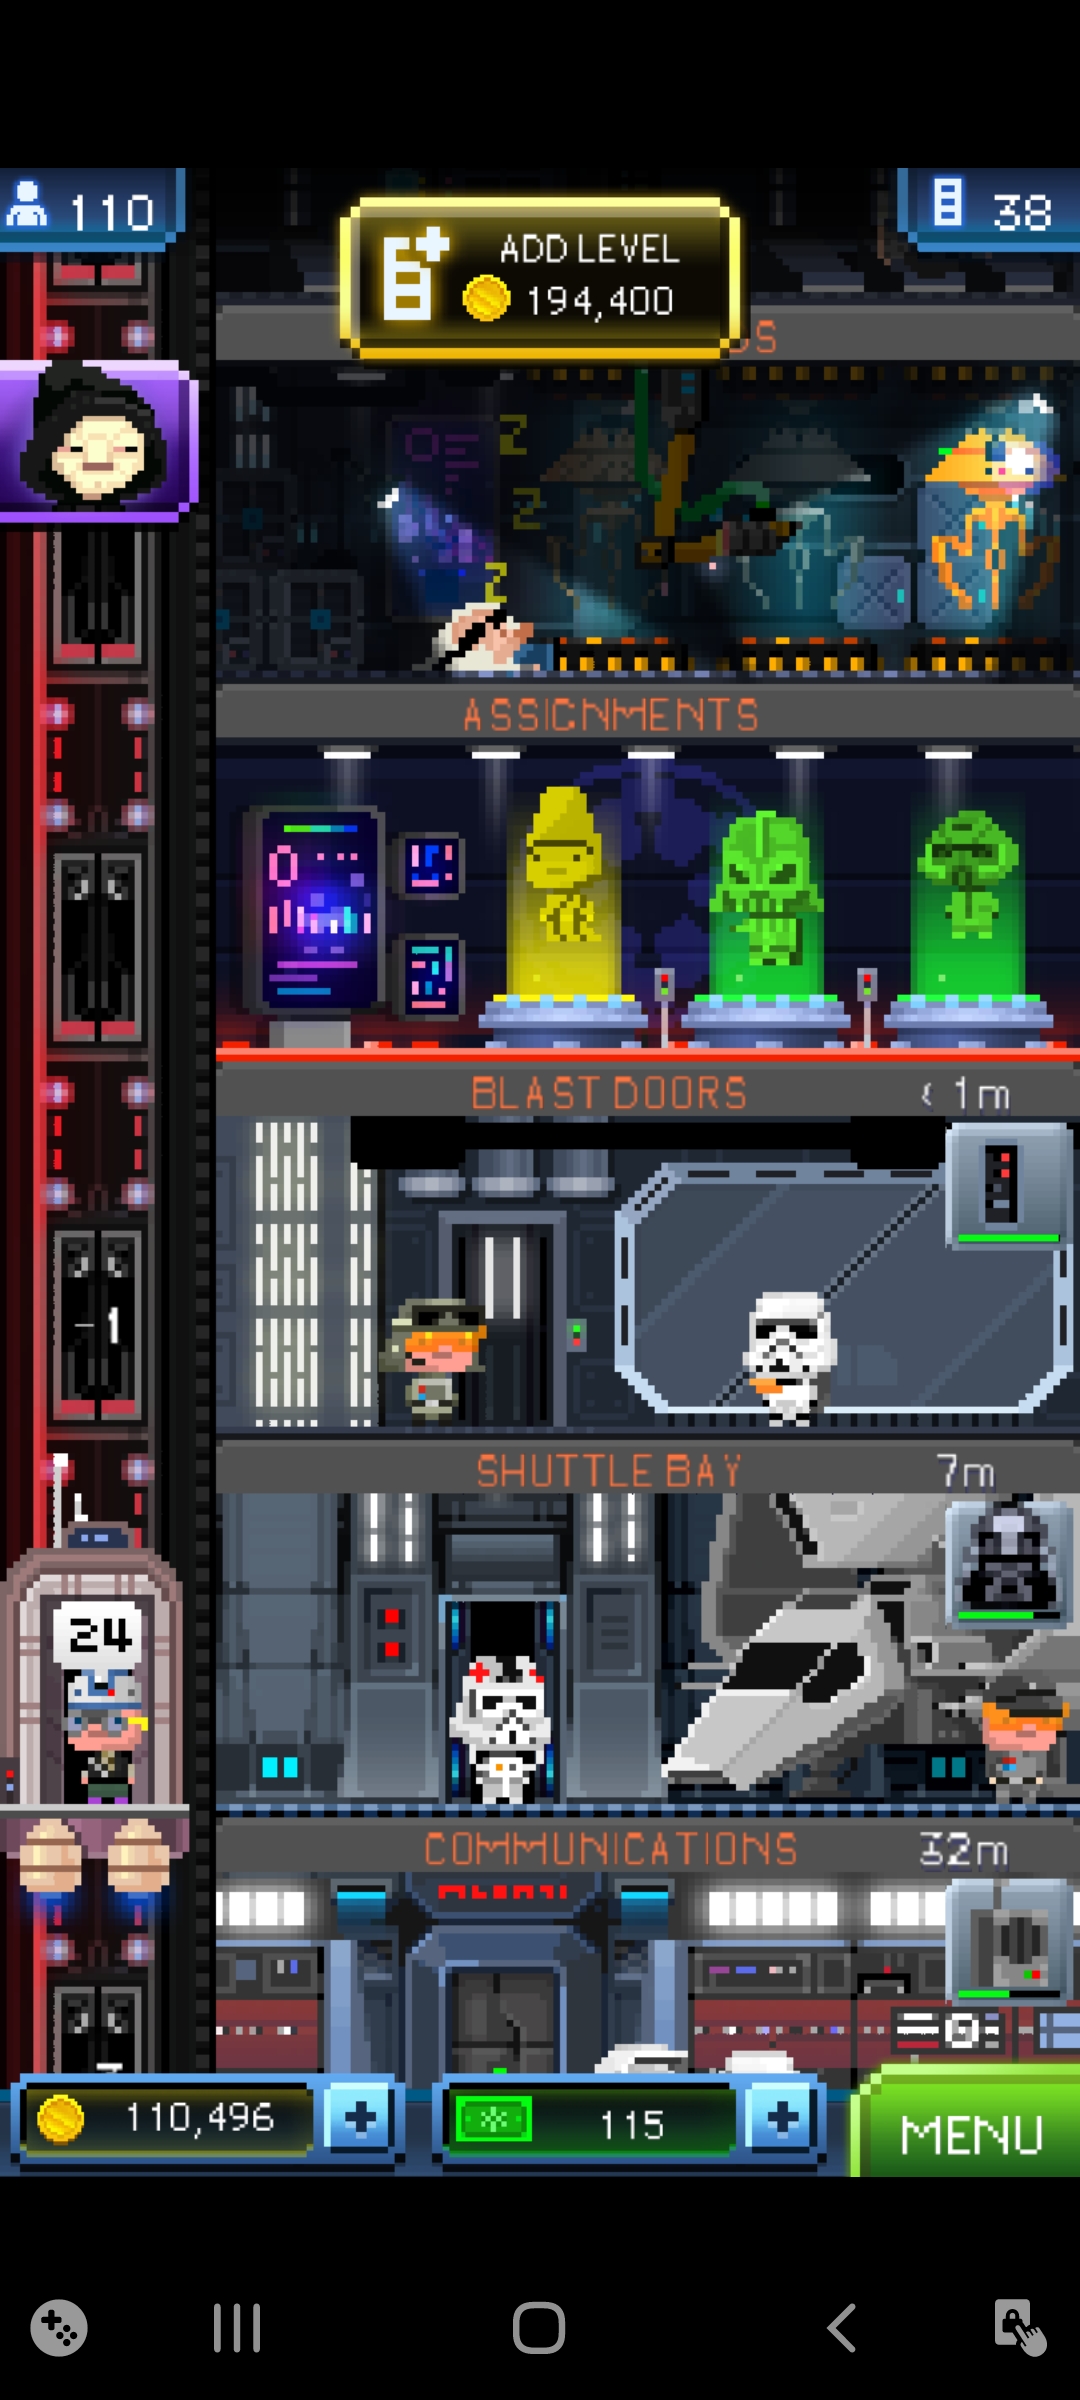 110
38
ADD LEVEL
194,400
Z
Z
Z
ASSIGNMENTS
BLAST DOORS
< 1m
-1
SHUTTLE BAY
7m
24
COMMUNICATIONS
32m
110,496
+
115
+
MENU